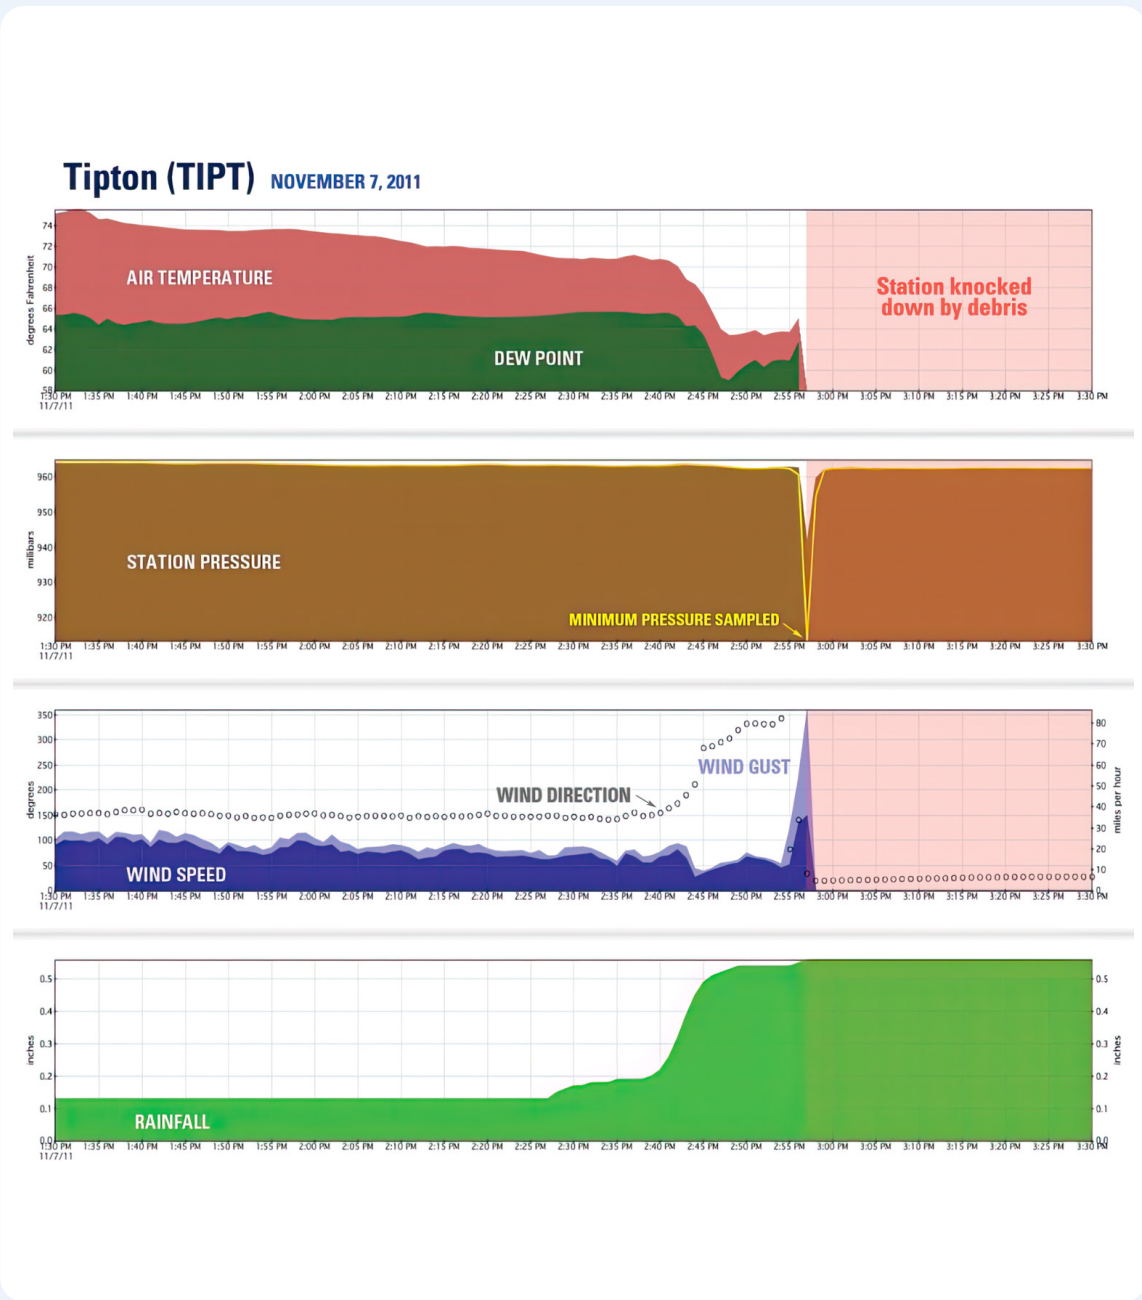 Tipton (TIPT) NOVEMBER 7, 2011
74
72
70
68
66
64
62
60
58
degrees Fahrenheit
AIR TEMPERATURE
DEW POINT
Station knocked
down by debris
1:30 PM 1:35 PM 1:40 PM 1:45 PM 1:50 PM 1:55 PM 2:00 PM 2:05 PM 2:10 PM 2:15 PM 2:20 PM 2:25 PM 2:30 PM 2:35 PM 2:40 PM 2:45 PM 2:50 PM 2:55 PM 3:00 PM 3:05 PM 3:10 PM 3:15 PM 3:20 PM 3:25 PM 3:30 PM
11/7/11
960
950
940
930
920
millibars
STATION PRESSURE
MINIMUM PRESSURE SAMPLED
1:30 PM 1:35 PM 1:40 PM 1:45 PM 1:50 PM 1:55 PM 2:00 PM 2:05 PM 2:10 PM 2:15 PM 2:20 PM 2:25 PM 2:30 PM 2:35 PM 2:40 PM 2:45 PM 2:50 PM 2:55 PM 3:00 PM 3:05 PM 3:10 PM 3:15 PM 3:20 PM 3:25 PM 3:30 PM
11/7/11
350
300
250
200
150
100
50
0
degrees
WIND GUST
WIND DIRECTION
WIND SPEED
80
70
60
50
40
30
20
10
0
miles per hour
1:30 PM 1:35 PM 1:40 PM 1:45 PM 1:50 PM 1:55 PM 2:00 PM 2:05 PM 2:10 PM 2:15 PM 2:20 PM 2:25 PM 2:30 PM 2:35 PM 2:40 PM 2:45 PM 2:50 PM 2:55 PM 3:00 PM 3:05 PM 3:10 PM 3:15 PM 3:20 PM 3:25 PM 3:30 PM
11/7/11
0.5
0.4
0.3
0.2
0.1
0.0
inches
RAINFALL
0.5
0.4
0.3
0.2
0.1
0.0
inches
1:30 PM 1:35 PM 1:40 PM 1:45 PM 1:50 PM 1:55 PM 2:00 PM 2:05 PM 2:10 PM 2:15 PM 2:20 PM 2:25 PM 2:30 PM 2:35 PM 2:40 PM 2:45 PM 2:50 PM 2:55 PM 3:00 PM 3:05 PM 3:10 PM 3:15 PM 3:20 PM 3:25 PM 3:30 PM
11/7/11